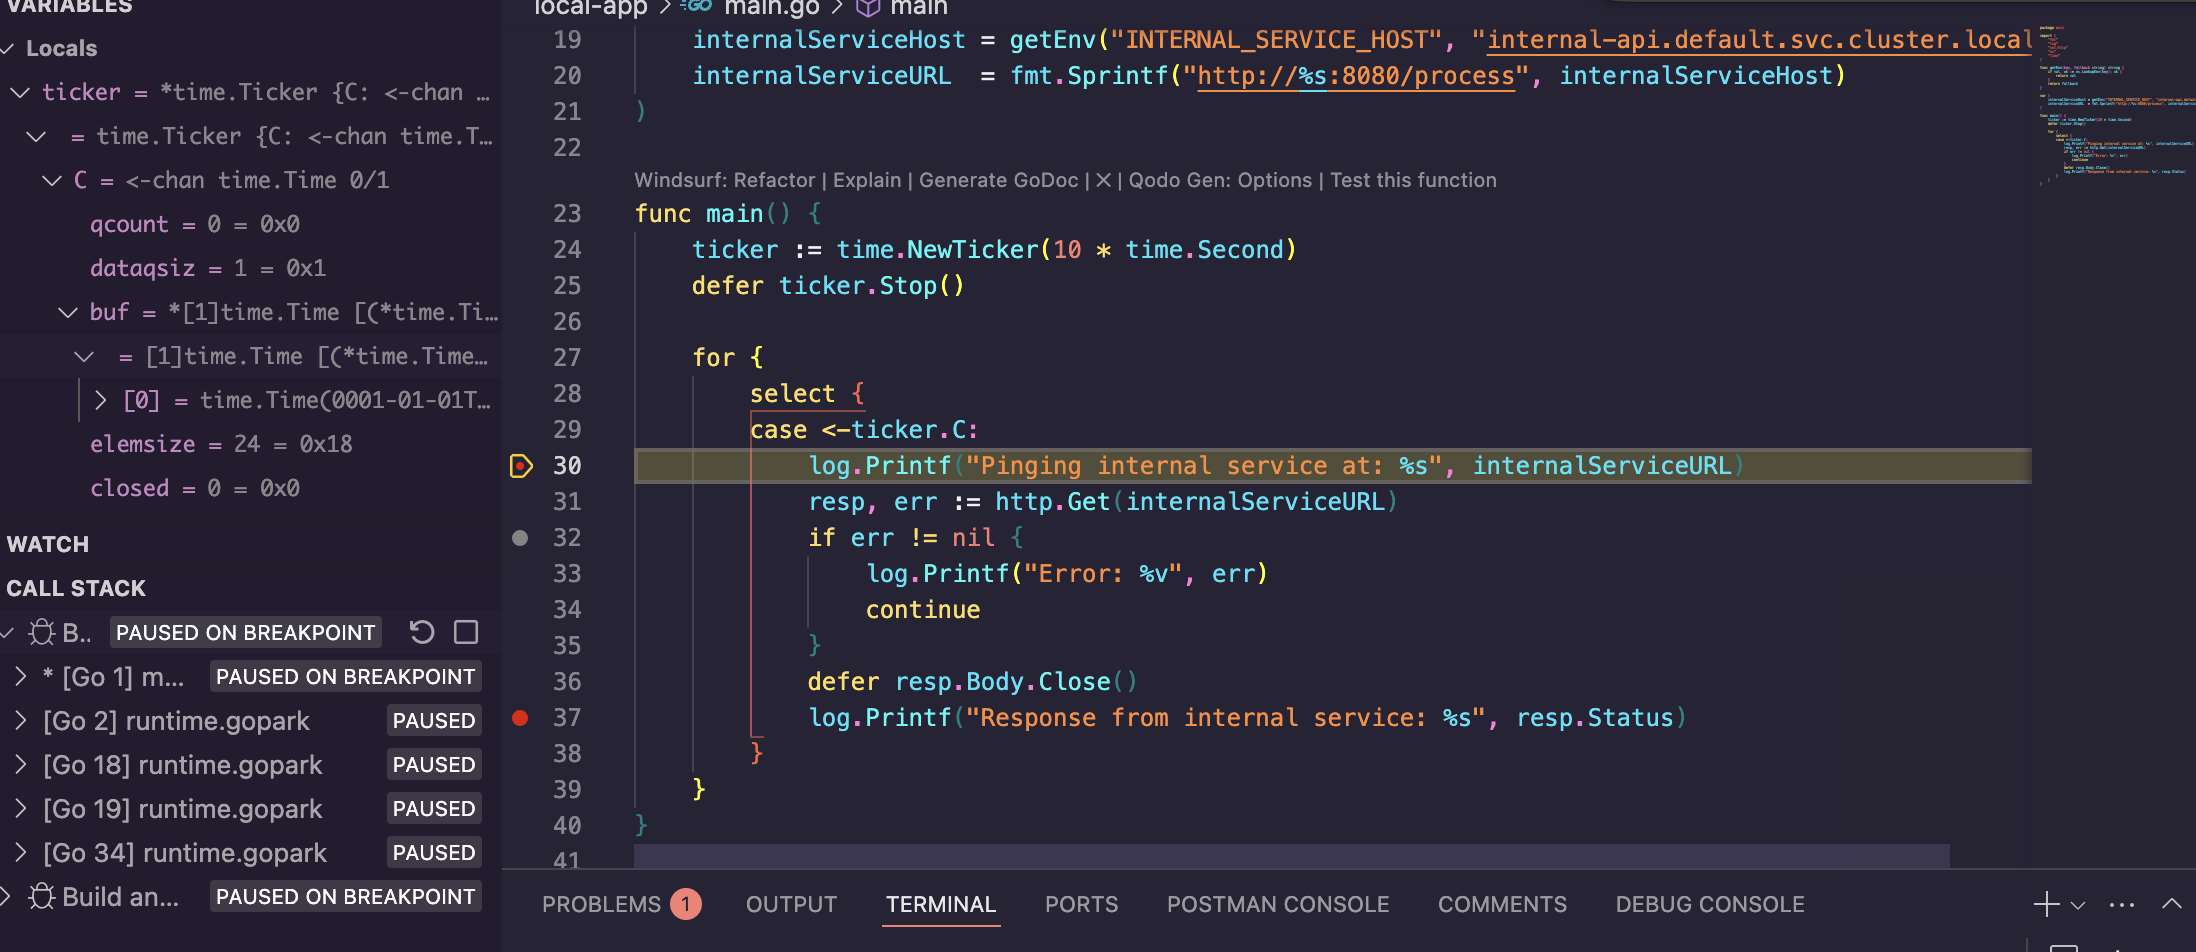 VARIABLES
Locals
ticker = *time.Ticker {C: <-chan …
= time.Ticker {C: <-chan time.T…
C = <-chan time.Time 0/1
qcount = 0 = 0x0
dataqsiz = 1 = 0x1
buf = *[1]time.Time [(*time.Ti…
= [1]time.Time [(*time.Time…
[0] = time.Time(0001-01-01T…
elemsize = 24 = 0x18
closed = 0 = 0x0
WATCH
CALL STACK
B.. PAUSED ON BREAKPOINT
* [Go 1] m... PAUSED ON BREAKPOINT
[Go 2] runtime.gopark PAUSED
[Go 18] runtime.gopark PAUSED
[Go 19] runtime.gopark PAUSED
[Go 34] runtime.gopark PAUSED
Build an... PAUSED ON BREAKPOINT
local-app > GO main.go > main
19 internalServiceHost = getEnv("INTERNAL_SERVICE_HOST", "internal-api.default.svc.cluster.local
20 internalServiceURL  = fmt.Sprintf("http://%s:8080/process", internalServiceHost)
21 )
22
Windsurf: Refactor | Explain | Generate GoDoc | × | Qodo Gen: Options | Test this function
23 func main() {
24 ticker := time.NewTicker(10 * time.Second)
25 defer ticker.Stop()
26
27 for {
28 select {
29 case <-ticker.C:
30 log.Printf("Pinging internal service at: %s", internalServiceURL)
31 resp, err := http.Get(internalServiceURL)
32 if err != nil {
33 log.Printf("Error: %v", err)
34 continue
35 }
36 defer resp.Body.Close()
37 log.Printf("Response from internal service: %s", resp.Status)
38 }
39 }
40 }
41
PROBLEMS 1 OUTPUT TERMINAL PORTS POSTMAN CONSOLE COMMENTS DEBUG CONSOLE